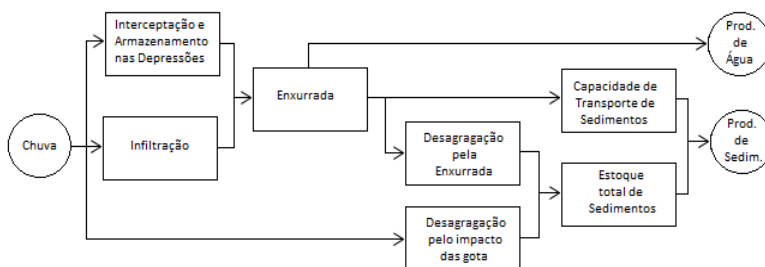 Interceptação e
Armazenamento
nas Depressões
Prod.
de
Água
Enxurrada
Capacidade de
Transporte de
Sedimentos
Chuva
Infiltração
Desagragação
pela
Enxurrada
Prod.
de
Sedim.
Estoque
total de
Sedimentos
Desagragação
pelo impacto
das gota